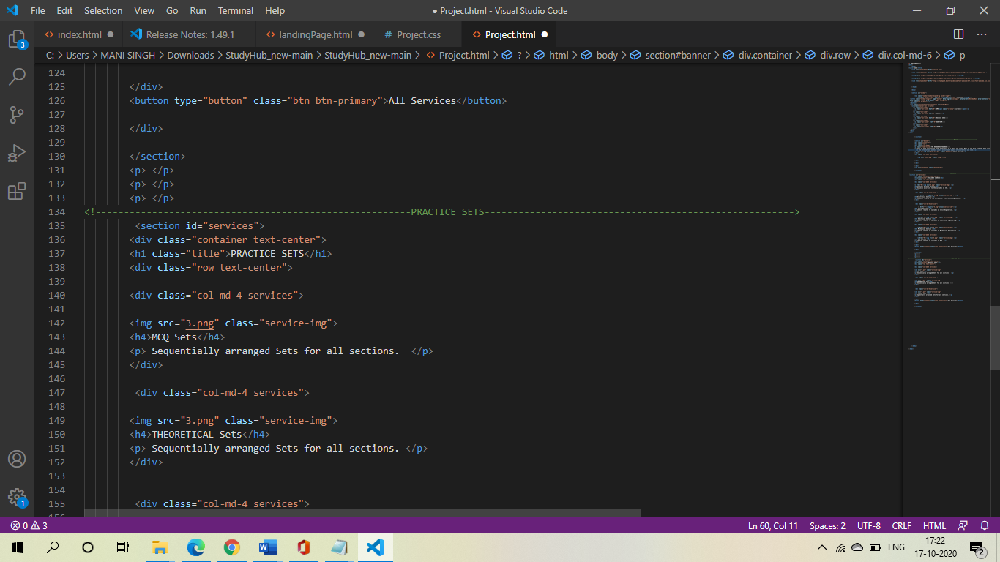 File Edit Selection View Go Run Terminal Help ● Project.html - Visual Studio Code
index.html ● Release Notes: 1.49.1 landingPage.html ● # Project.css Project.html ●
C: > Users > MANI SINGH > Downloads > StudyHub_new-main > StudyHub_new-main > Project.html > ? > html > body > section#banner > div.container > div.row > div.col-md-6 > p
3
124
125 </div>
126 <button type="button" class="btn btn-primary">All Services</button>
127
128 </div>
129
130 </section>
131 <p> </p>
132 <p> </p>
133 <p> </p>
134 <!--------------------------------------------------------PRACTICE SETS------------------------------------------------------->
135 <section id="services">
136 <div class="container text-center">
137 <h1 class="title">PRACTICE SETS</h1>
138 <div class="row text-center">
139
140 <div class="col-md-4 services">
141
142 <img src="3.png" class="service-img">
143 <h4>MCQ Sets</h4>
144 <p> Sequentially arranged Sets for all sections.  </p>
145 </div>
146
147 <div class="col-md-4 services">
148
149 <img src="3.png" class="service-img">
150 <h4>THEORETICAL Sets</h4>
151 <p> Sequentially arranged Sets for all sections. </p>
152 </div>
153
154
155 <div class="col-md-4 services">
156
1
0 3 Ln 60, Col 11 Spaces: 2 UTF-8 CRLF HTML
ENG 17:22
17-10-2020 2